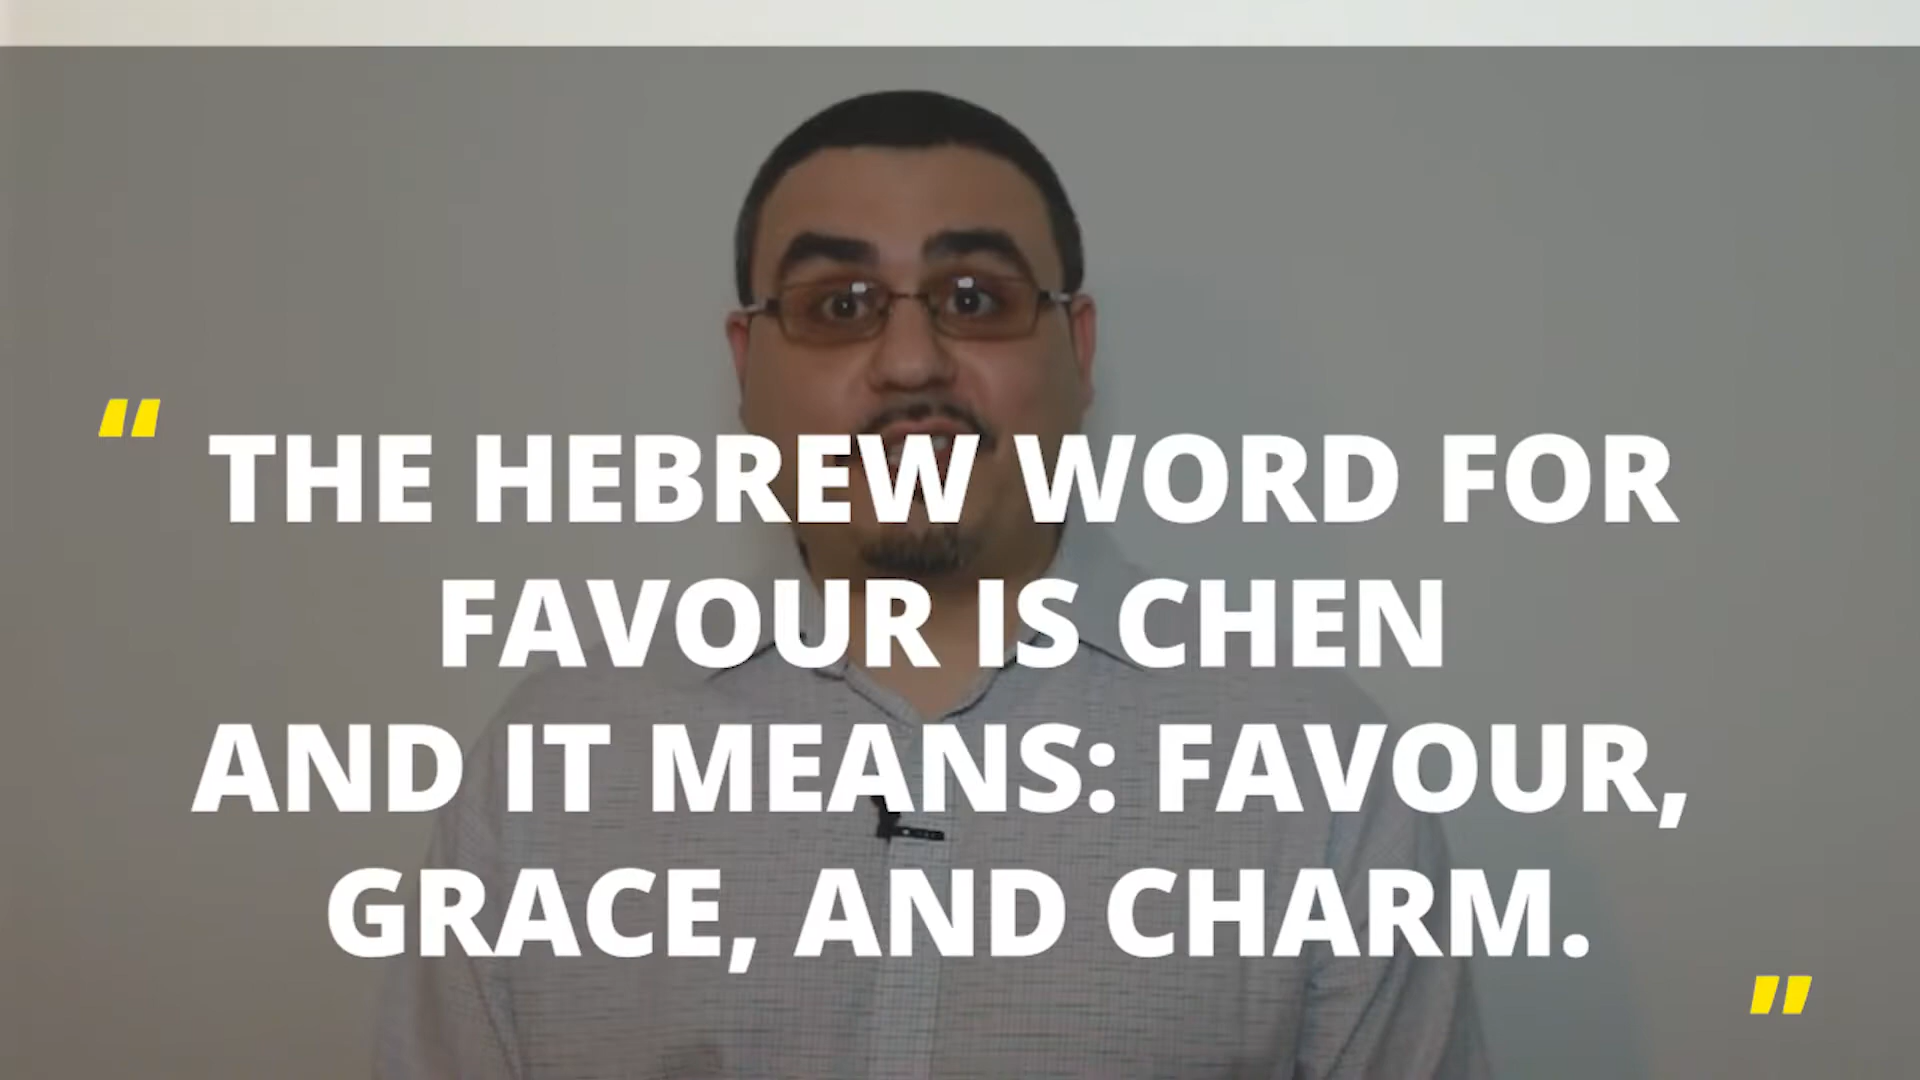 "THE HEBREW WORD FOR
FAVOUR IS CHEN
AND IT MEANS: FAVOUR,
GRACE, AND CHARM."